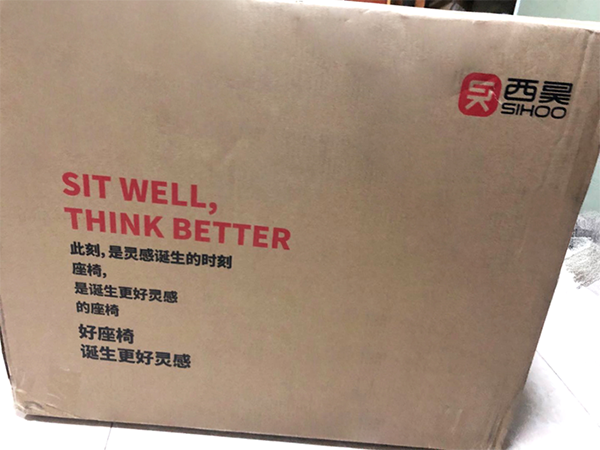 西昊
SIHOO
SIT WELL,
THINK BETTER
此刻，是灵感诞生的时刻
座椅，
是诞生更好灵感
的座椅
好座椅
诞生更好灵感